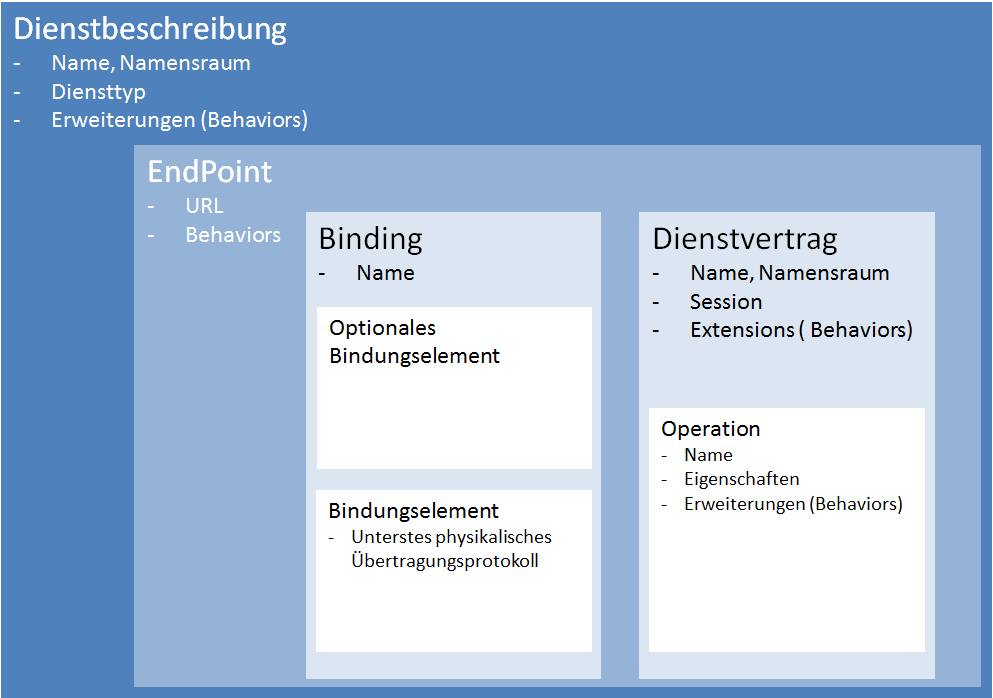 Dienstbeschreibung
- Name, Namensraum
- Diensttyp
- Erweiterungen (Behaviors)
EndPoint
- URL
- Behaviors
Binding
- Name
Optionales
Bindungselement
Bindungselement
- Unterstes physikalisches
Übertragungsprotokoll
Dienstvertrag
- Name, Namensraum
- Session
- Extensions ( Behaviors)
Operation
- Name
- Eigenschaften
- Erweiterungen (Behaviors)